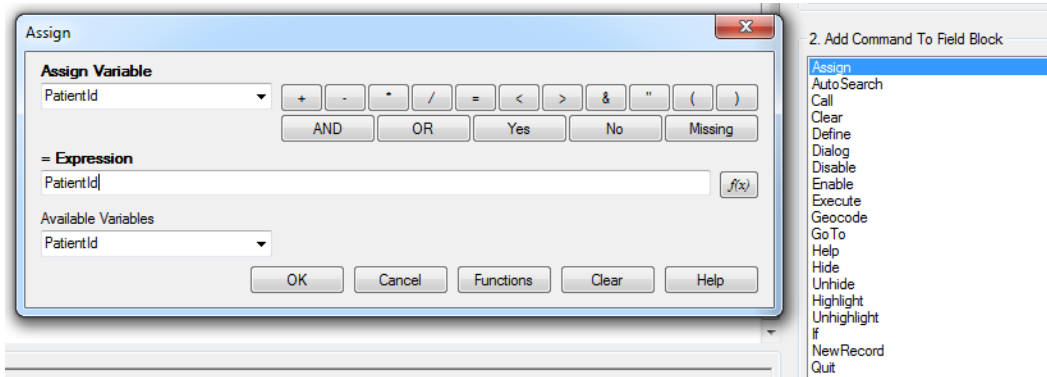 Assign
Assign Variable
PatientId
+ - * / = < > & " ( )
AND OR Yes No Missing
= Expression
PatientId
f(x)
Available Variables
PatientId
OK Cancel Functions Clear Help
2. Add Command To Field Block
Assign
AutoSearch
Call
Clear
Define
Dialog
Disable
Enable
Execute
Geocode
GoTo
Help
Hide
Unhide
Highlight
Unhighlight
If
NewRecord
Quit